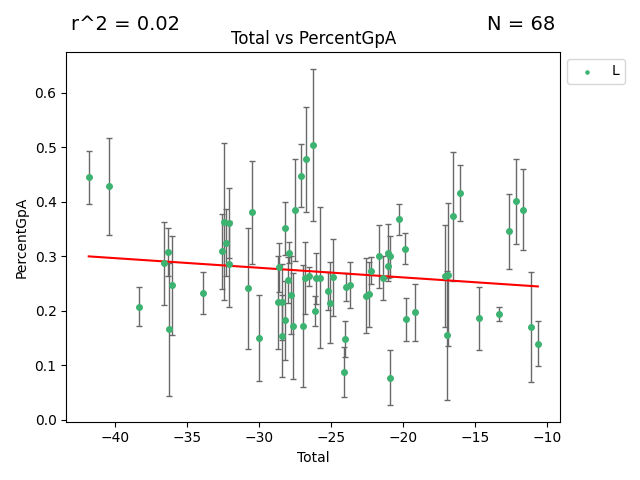 r^2 = 0.02
N = 68
Total vs PercentGpA
L
PercentGpA
0.6
0.5
0.4
0.3
0.2
0.1
0.0
−40
−35
−30
−25
−20
−15
−10
Total